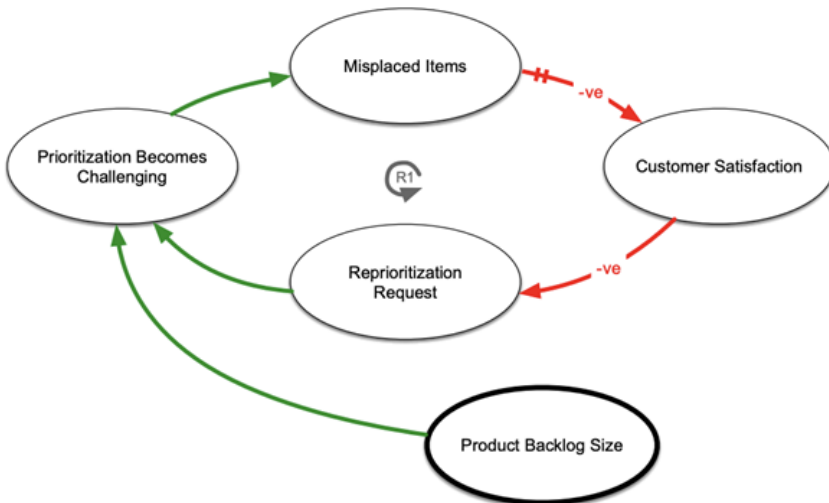 Misplaced Items
-ve
Prioritization Becomes
Challenging
Customer Satisfaction
R1
Reprioritization
Request
-ve
Product Backlog Size